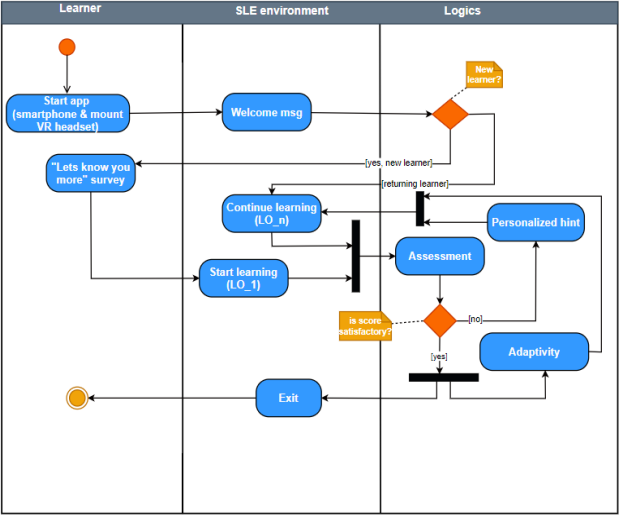 Learner
SLE environment
Logics
New
learner?
Start app
(smartphone & mount
VR headset)
Welcome msg
[yes, new learner]
"Lets know you
more" survey
[returning learner]
Continue learning
(LO_n)
Personalized hint
Assessment
Start learning
(LO_1)
is score
satisfactory?
[no]
[yes]
Adaptivity
Exit